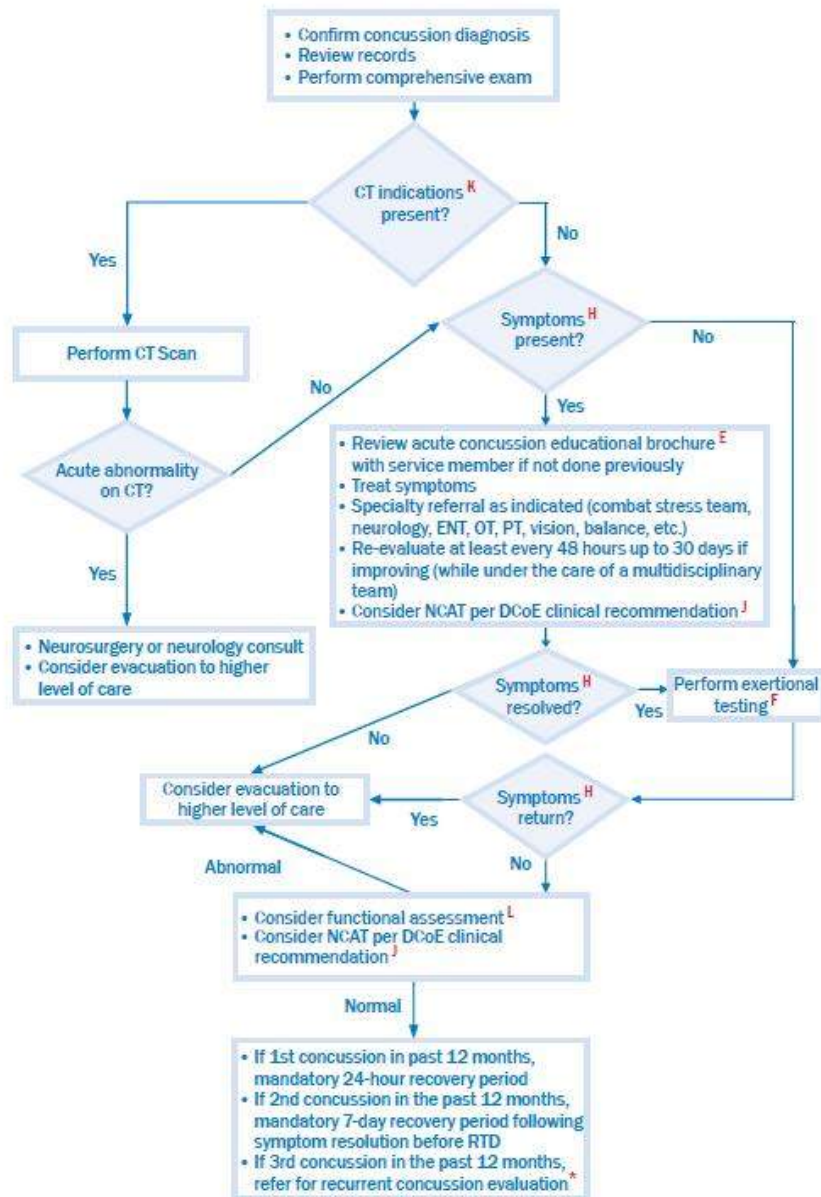 • Confirm concussion diagnosis
• Review records
• Perform comprehensive exam
CT indications K
present?
Yes
No
Perform CT Scan
Symptoms H
present?
No
No
Yes
Acute abnormality
on CT?
• Review acute concussion educational brochure E
with service member if not done previously
• Treat symptoms
• Specialty referral as indicated (combat stress team,
neurology, ENT, OT, PT, vision, balance, etc.)
• Re-evaluate at least every 48 hours up to 30 days if
improving (while under the care of a multidisciplinary
team)
• Consider NCAT per DCoE clinical recommendation J
Yes
• Neurosurgery or neurology consult
• Consider evacuation to higher
level of care
Symptoms H
resolved?
Yes
Perform exertional
testing F
No
Consider evacuation to
higher level of care
Symptoms H
return?
Yes
No
Abnormal
• Consider functional assessment L
• Consider NCAT per DCoE clinical
recommendation J
Normal
• If 1st concussion in past 12 months,
mandatory 24-hour recovery period
• If 2nd concussion in the past 12 months,
mandatory 7-day recovery period following
symptom resolution before RTD
• If 3rd concussion in the past 12 months,
refer for recurrent concussion evaluation*